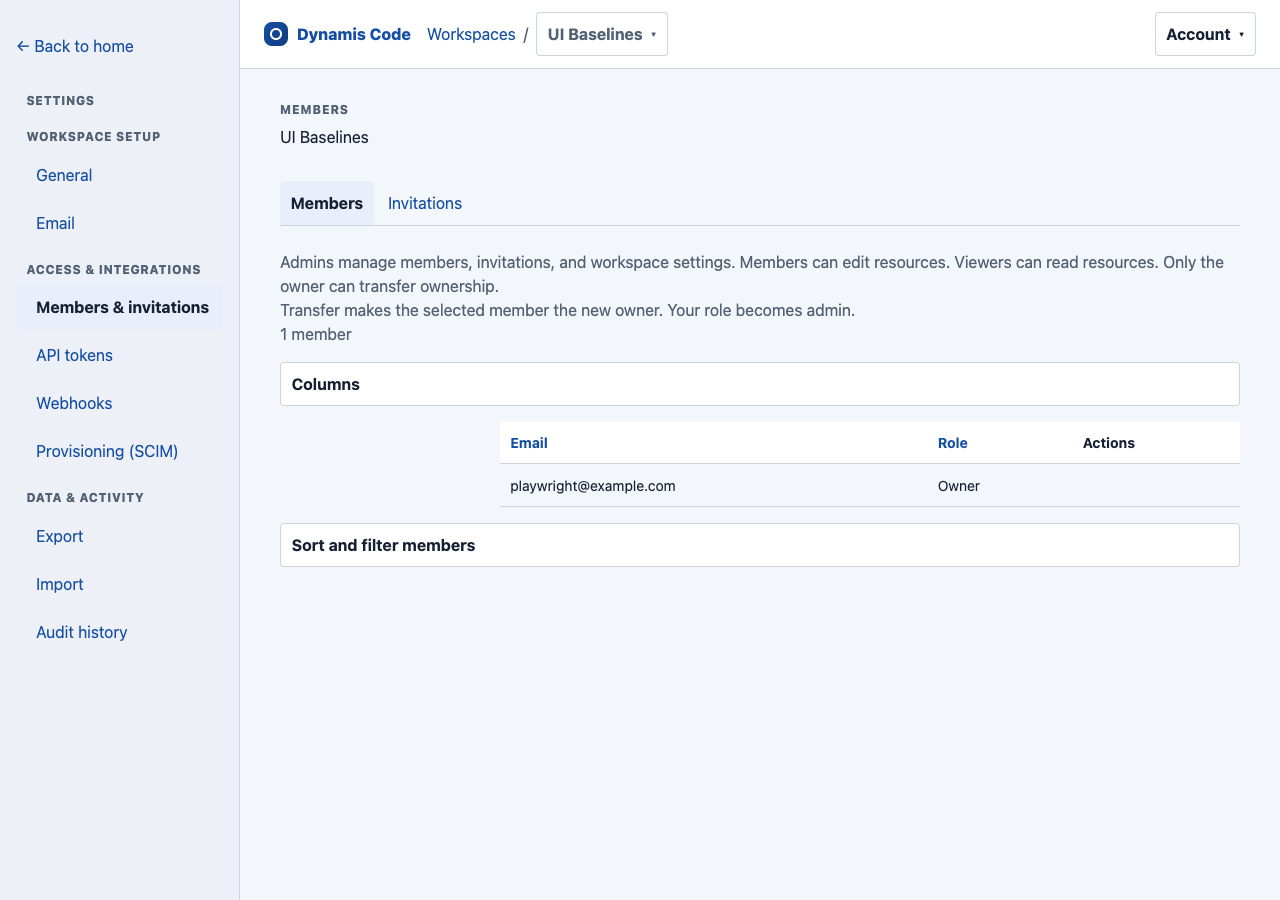 ← Back to home
SETTINGS
WORKSPACE SETUP
General
Email
ACCESS & INTEGRATIONS
Members & invitations
API tokens
Webhooks
Provisioning (SCIM)
DATA & ACTIVITY
Export
Import
Audit history
Dynamis Code Workspaces / UI Baselines ▾ Account ▾
MEMBERS
UI Baselines
Members Invitations
Admins manage members, invitations, and workspace settings. Members can edit resources. Viewers can read resources. Only the
owner can transfer ownership.
Transfer makes the selected member the new owner. Your role becomes admin.
1 member
Columns
Email Role Actions
playwright@example.com Owner
Sort and filter members